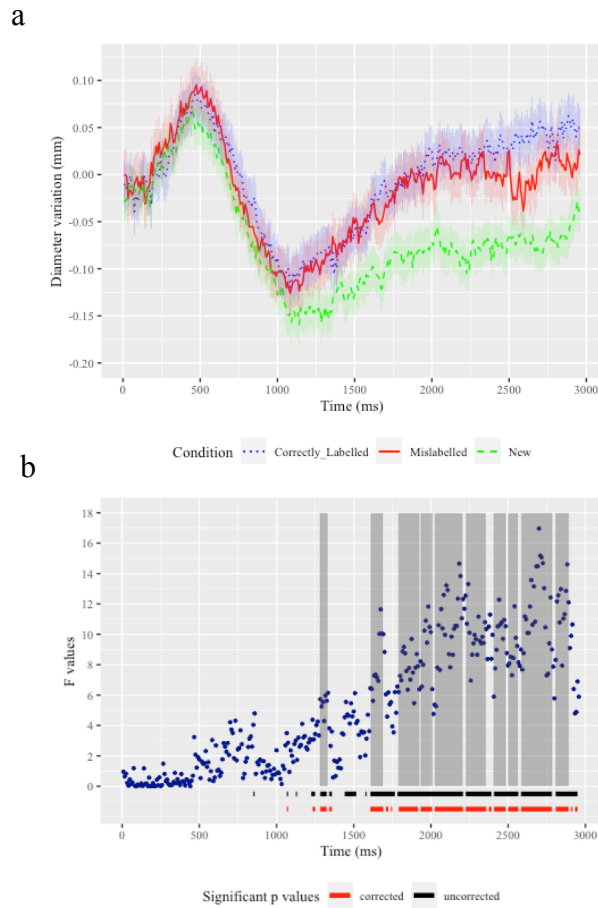 a
0.10
0.05
0.00
-0.05
-0.10
-0.15
-0.20
Diameter variation (mm)
0 500 1000 1500 2000 2500 3000
Time (ms)
Condition Correctly_Labelled Mislabelled New
b
18
16
14
12
10
8
6
4
2
0
F values
0 500 1000 1500 2000 2500 3000
Time (ms)
Significant p values corrected uncorrected